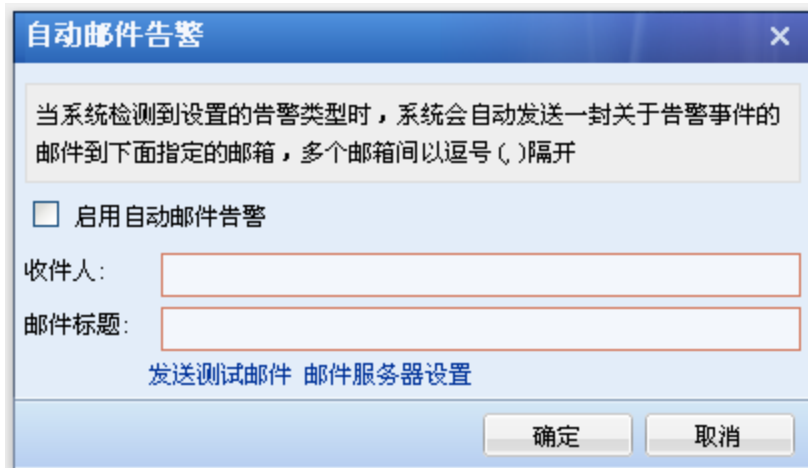 自动邮件告警
当系统检测到设置的告警类型时，系统会自动发送一封关于告警事件的
邮件到下面指定的邮箱，多个邮箱间以逗号(,)隔开
启用自动邮件告警
收件人:
邮件标题:
发送测试邮件 邮件服务器设置
确定 取消